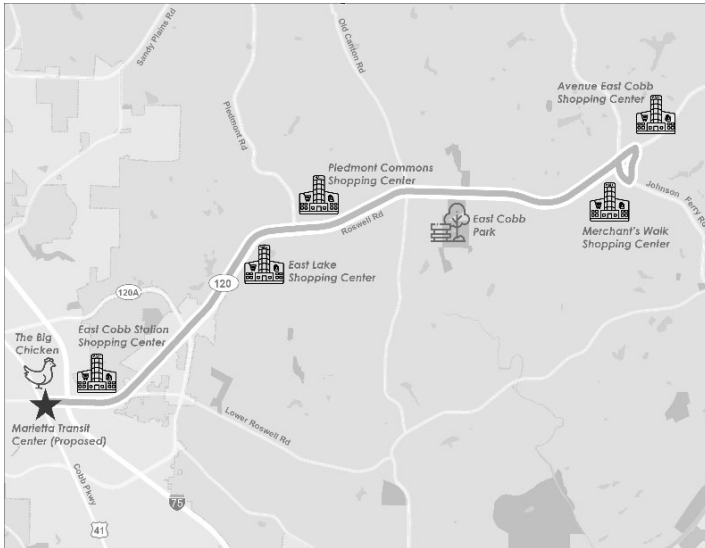 Sandy Plains Rd
Old Canton Rd
Piedmont Rd
Avenue East Cobb
Shopping Center
Piedmont Commons
Shopping Center
Roswell Rd
East Cobb
Park
Johnson Ferry Rd
Merchant's Walk
Shopping Center
East Lake
Shopping Center
120
120A
East Cobb Station
Shopping Center
The Big
Chicken
Marietta Transit
Center (Proposed)
Lower Roswell Rd
Cobb Pkwy
75
41